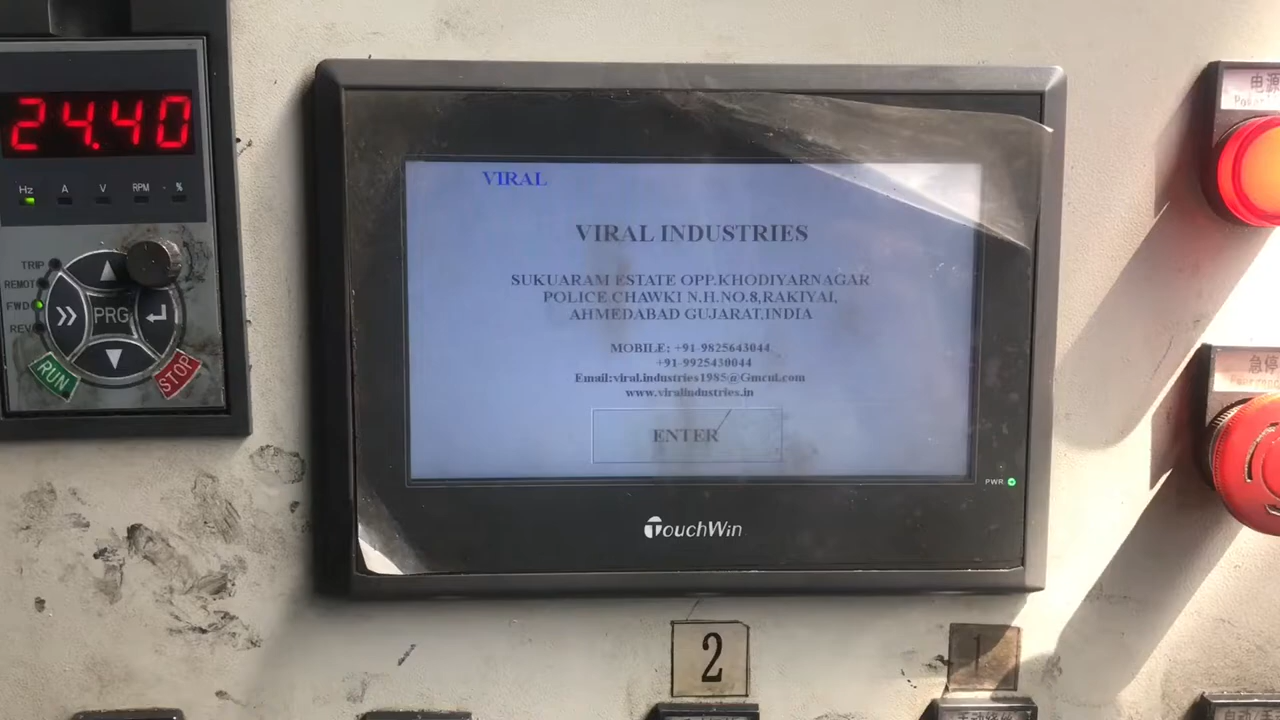 24.40
Hz A V RPM %
TRIP
REMOT
FWD
REV
PRG
RUN
STOP
VIRAL
VIRAL INDUSTRIES
SUKUARAM ESTATE OPP.KHODIYARNAGAR
POLICE CHAWKI N,H.NO.8,RAKIYAI,
AHMEDABAD GUJARAT,INDIA
MOBILE: +91-9825643044
+91-9925430044
Email:viral.industries1985@Gmcul.com
www.viralindustries.in
ENTER
PWR
TouchWin
电源
急停
2
1